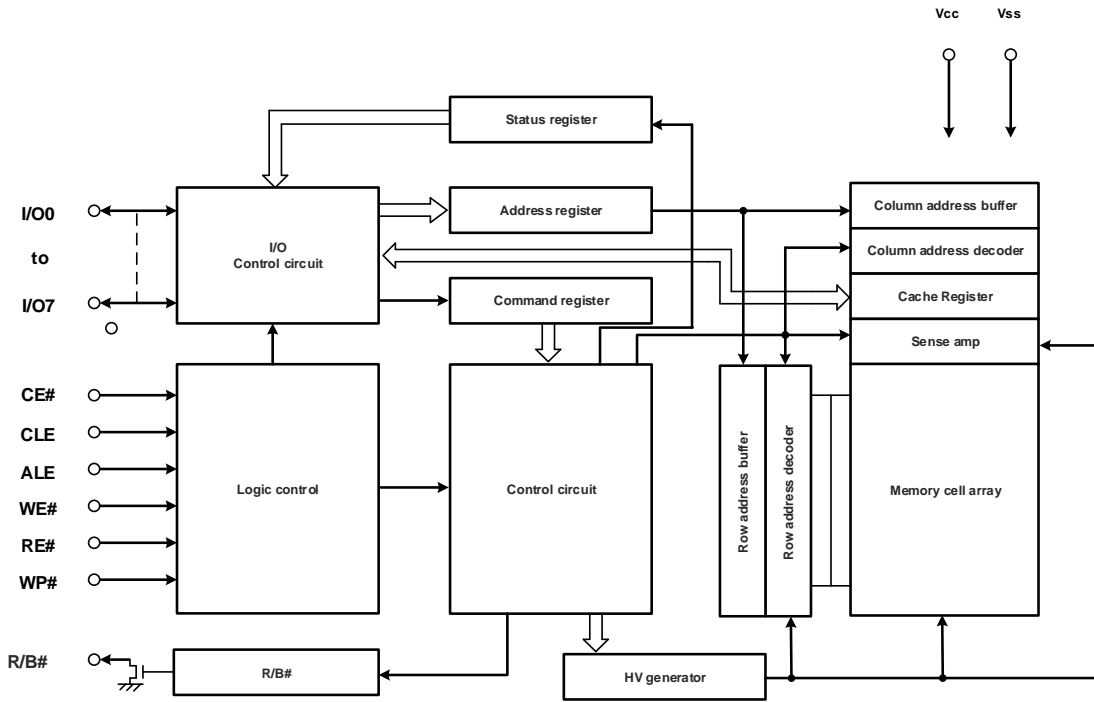 Vcc Vss
Status register
Column address buffer
I/O0
Address register
I/O
Control circuit
Column address decoder
to
Cache Register
I/O7
Command register
Sense amp
CE#
CLE
ALE
Logic control
Control circuit
Row address buffer
Row address decoder
Memory cell array
WE#
RE#
WP#
R/B#
R/B#
HV generator